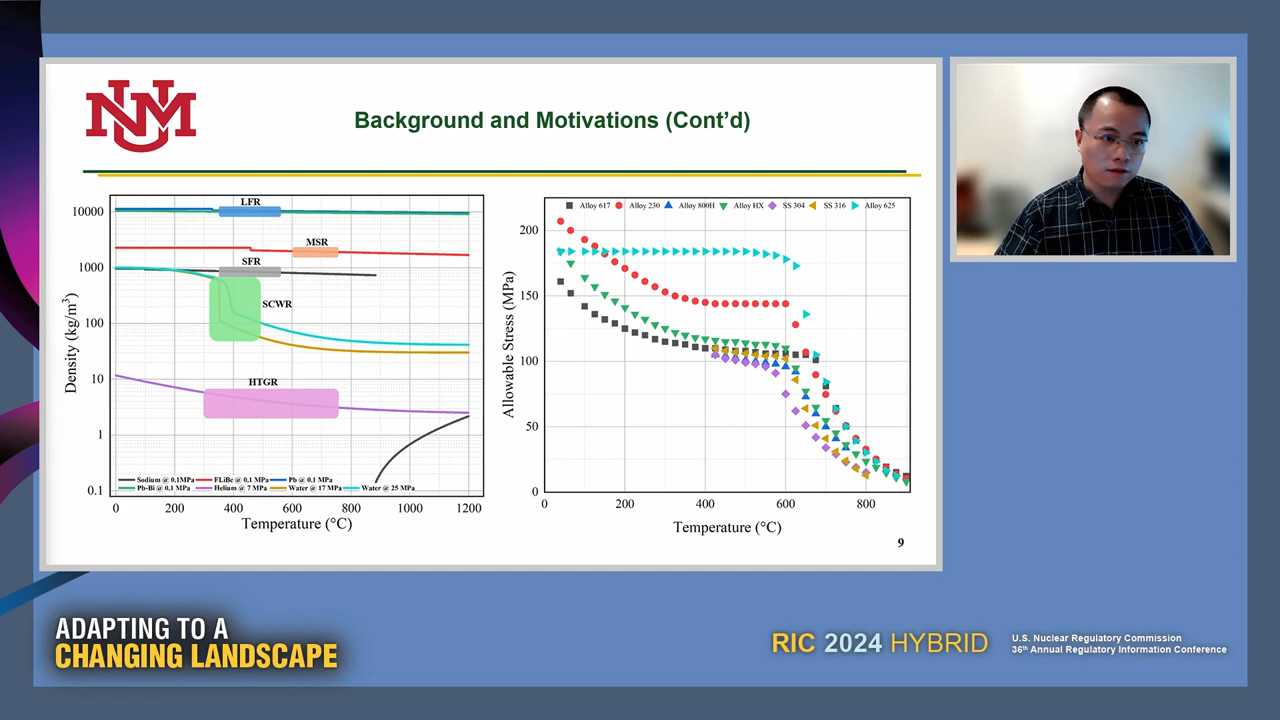 UNM
Background and Motivations (Cont'd)
LFR
MSR
SFR
SCWR
HTGR
10000
1000
100
10
1
0.1
Density (kg/m³)
Sodium @ 0.1MPa FLiBe @ 0.1 MPa Pb @ 0.1 MPa
Pb-Bi @ 0.1 MPa Helium @ 7 MPa Water @ 17 MPa Water @ 25 MPa
0 200 400 600 800 1000 1200
Temperature (°C)
Alloy 617 Alloy 230 Alloy 800H Alloy HX SS 304 SS 316 Alloy 625
200
150
100
50
0
Allowable Stress (MPa)
0 200 400 600 800
Temperature (°C)
9
ADAPTING TO A
CHANGING LANDSCAPE
RIC 2024 HYBRID
U.S. Nuclear Regulatory Commission
36th Annual Regulatory Information Conference